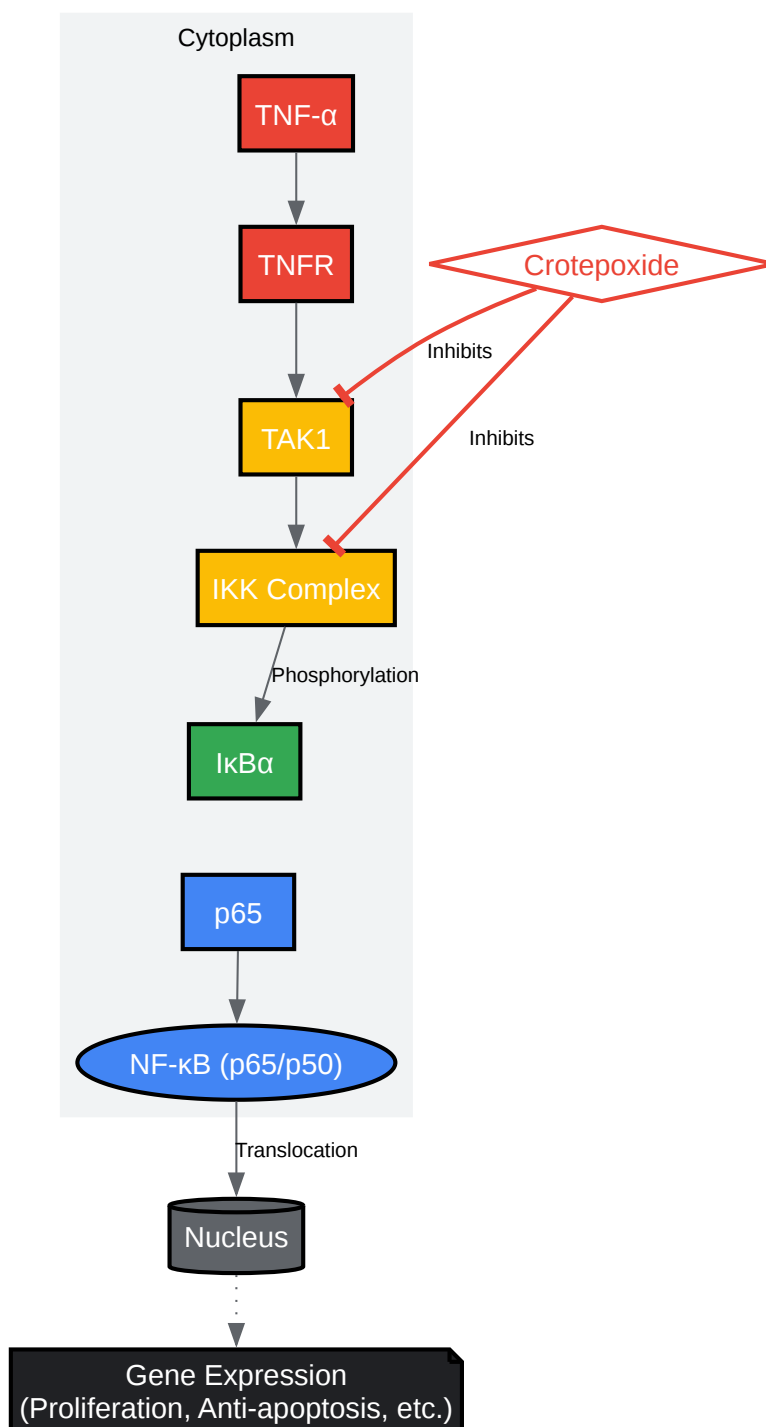 Cytoplasm
TNF-α
TNFR
Crotepoxide
Inhibits
TAK1
Inhibits
IKK Complex
Phosphorylation
IκBα
p65
NF-κB (p65/p50)
Translocation
Nucleus
Gene Expression
(Proliferation, Anti-apoptosis, etc.)